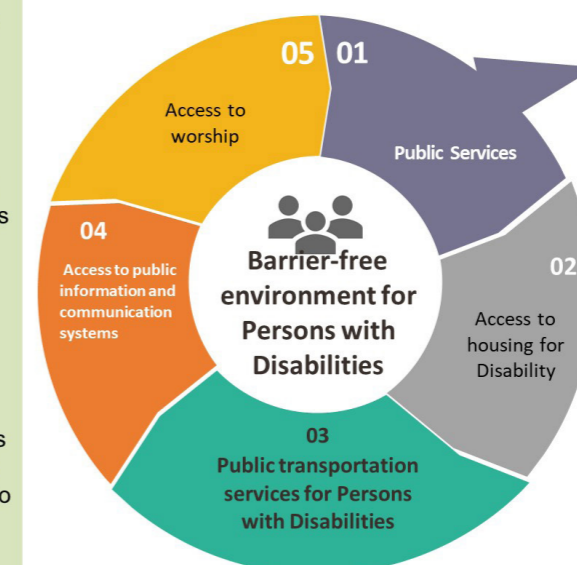 05
01
Access to
worship
Public Services
04
Access to public
information and
communication
systems
Barrier-free
environment for
Persons with
Disabilities
02
Access to
housing for
Disability
03
Public transportation
services for Persons
with Disabilities